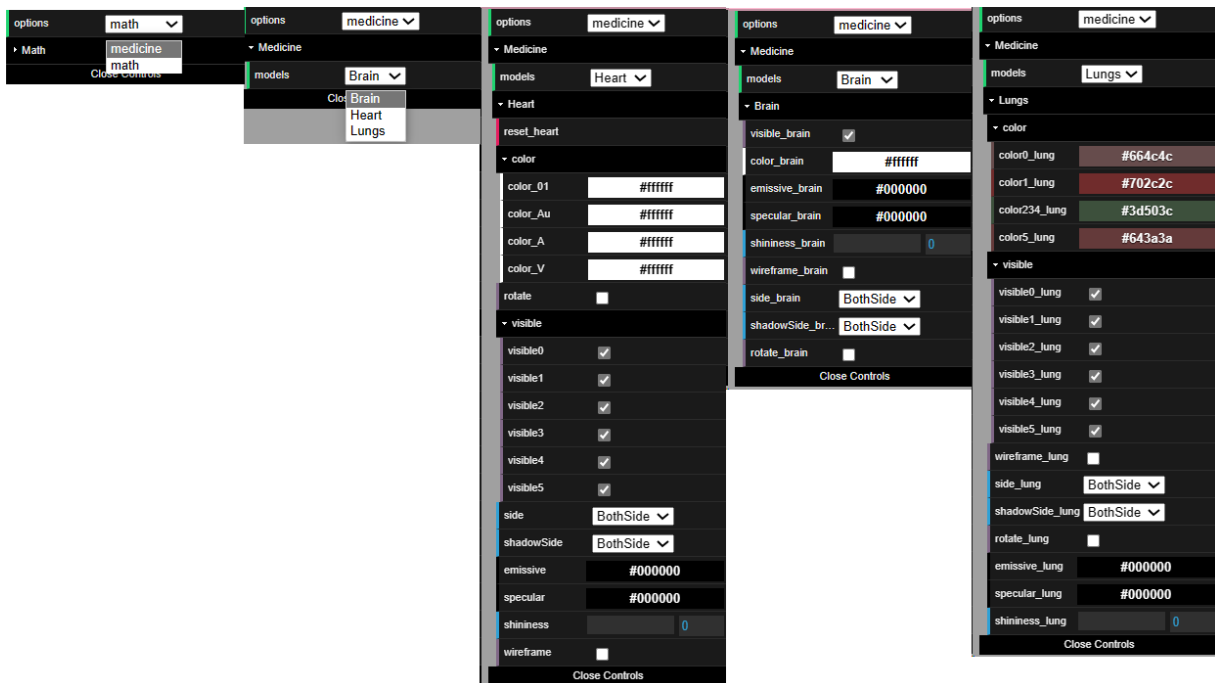 options math
Math medicine
math
Close Controls
options medicine
Medicine
models Brain
Brain
Heart
Lungs
options medicine
Medicine
models Heart
Heart
reset_heart
color
color_01 #ffffff
color_Au #ffffff
color_A #ffffff
color_V #ffffff
rotate
visible
visible0
visible1
visible2
visible3
visible4
visible5
side BothSide
shadowSide BothSide
emissive #000000
specular #000000
shininess 0
wireframe
Close Controls
options medicine
Medicine
models Brain
Brain
visible_brain
color_brain #ffffff
emissive_brain #000000
specular_brain #000000
shininess_brain 0
wireframe_brain
side_brain BothSide
shadowSide_br... BothSide
rotate_brain
Close Controls
options medicine
Medicine
models Lungs
Lungs
color
color0_lung #664c4c
color1_lung #702c2c
color234_lung #3d503c
color5_lung #643a3a
visible
visible0_lung
visible1_lung
visible2_lung
visible3_lung
visible4_lung
visible5_lung
wireframe_lung
side_lung BothSide
shadowSide_lung BothSide
rotate_lung
emissive_lung #000000
specular_lung #000000
shininess_lung 0
Close Controls